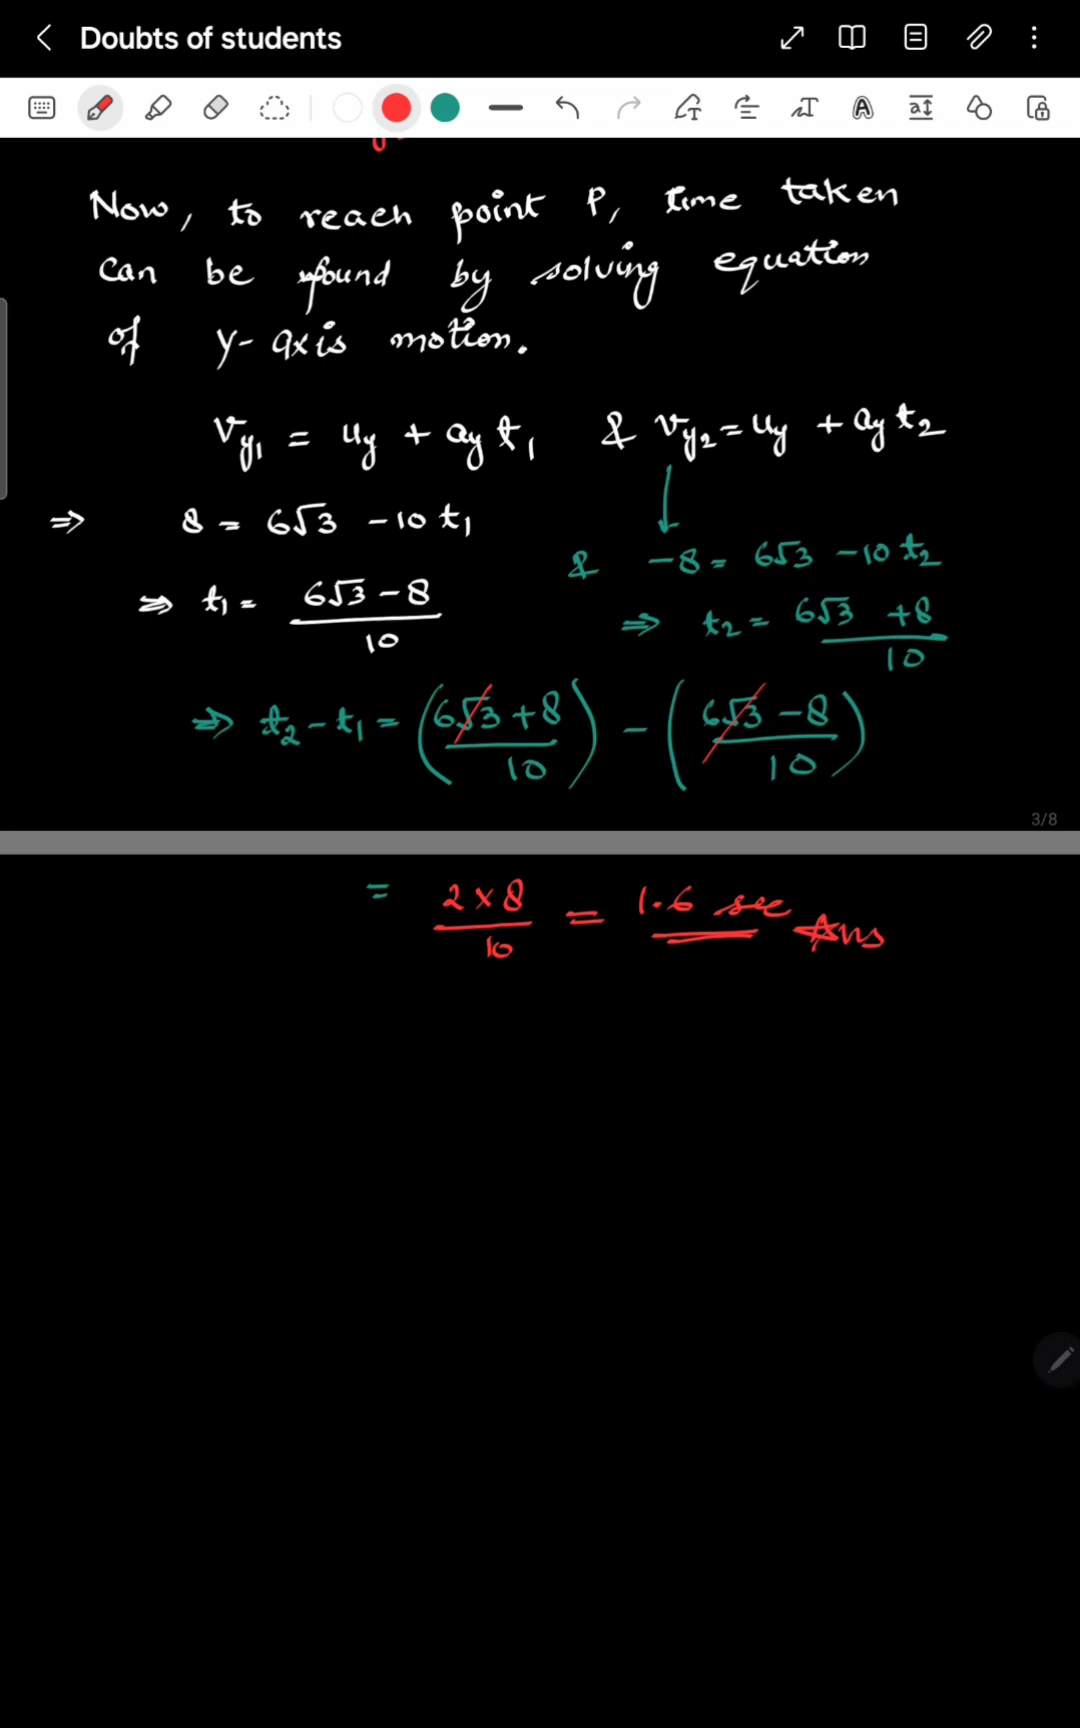 Doubts of students
Now, to reach point P, time taken
can be found by solving equation
of y-axis motion.
Vy₁ = uy + ay t₁ & vy₂ = uy + ay t₂
⇒ 8 = 6√3 - 10 t₁
& -8 = 6√3 - 10 t₂
⇒ t₁ = (6√3 - 8)/10
⇒ t₂ = (6√3 + 8)/10
⇒ t₂ - t₁ = ((6√3 + 8)/10) - ((6√3 - 8)/10)
3/8
= (2 × 8)/10 = 1.6 sec Ans